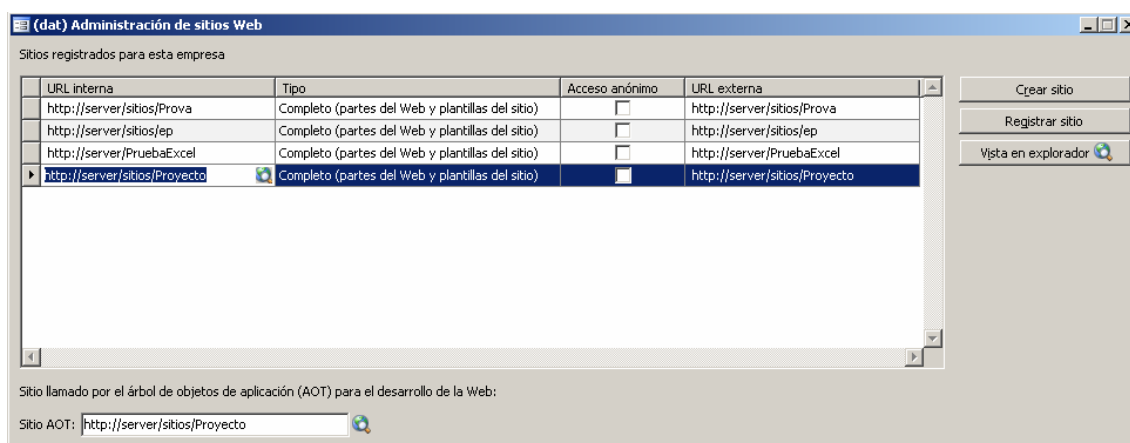 (dat) Administración de sitios Web
Sitios registrados para esta empresa
URL interna Tipo Acceso anónimo URL externa
http://server/sitios/Prova Completo (partes del Web y plantillas del sitio) http://server/sitios/Prova
http://server/sitios/ep Completo (partes del Web y plantillas del sitio) http://server/sitios/ep
http://server/PruebaExcel Completo (partes del Web y plantillas del sitio) http://server/PruebaExcel
http://server/sitios/Proyecto Completo (partes del Web y plantillas del sitio) http://server/sitios/Proyecto
Crear sitio
Registrar sitio
Vista en explorador
Sitio llamado por el árbol de objetos de aplicación (AOT) para el desarrollo de la Web:
Sitio AOT: http://server/sitios/Proyecto